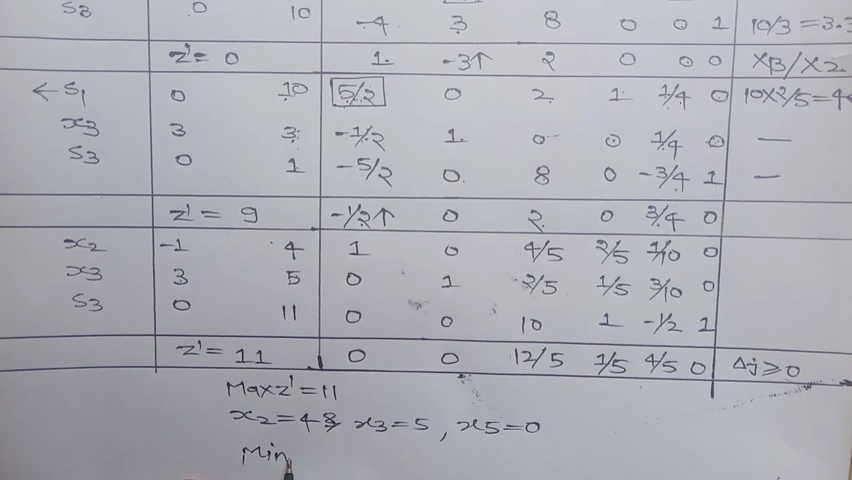 S3 0 10 -4 3 8 0 0 1 10/3 = 3.3
z' = 0 1 -3↑ 2 0 0 0 x3/x2
← S1 0 10 5/2 0 2 1 1/4 0 10x2/5=4←
x3 3 3 -1/2 1 0 0 1/4 0 —
S3 0 1 -5/2 0 8 0 -3/4 1 —
z' = 9 -1/2↑ 0 2 0 3/4 0
x2 -1 4 1 0 4/5 2/5 1/10 0
x3 3 5 0 1 2/5 1/5 3/10 0
S3 0 11 0 0 10 1 -1/2 1
z' = 11 0 0 12/5 1/5 4/5 0 Δj ≥ 0
Max z' = 11
x2 = 4 & x3 = 5, x5 = 0
Min